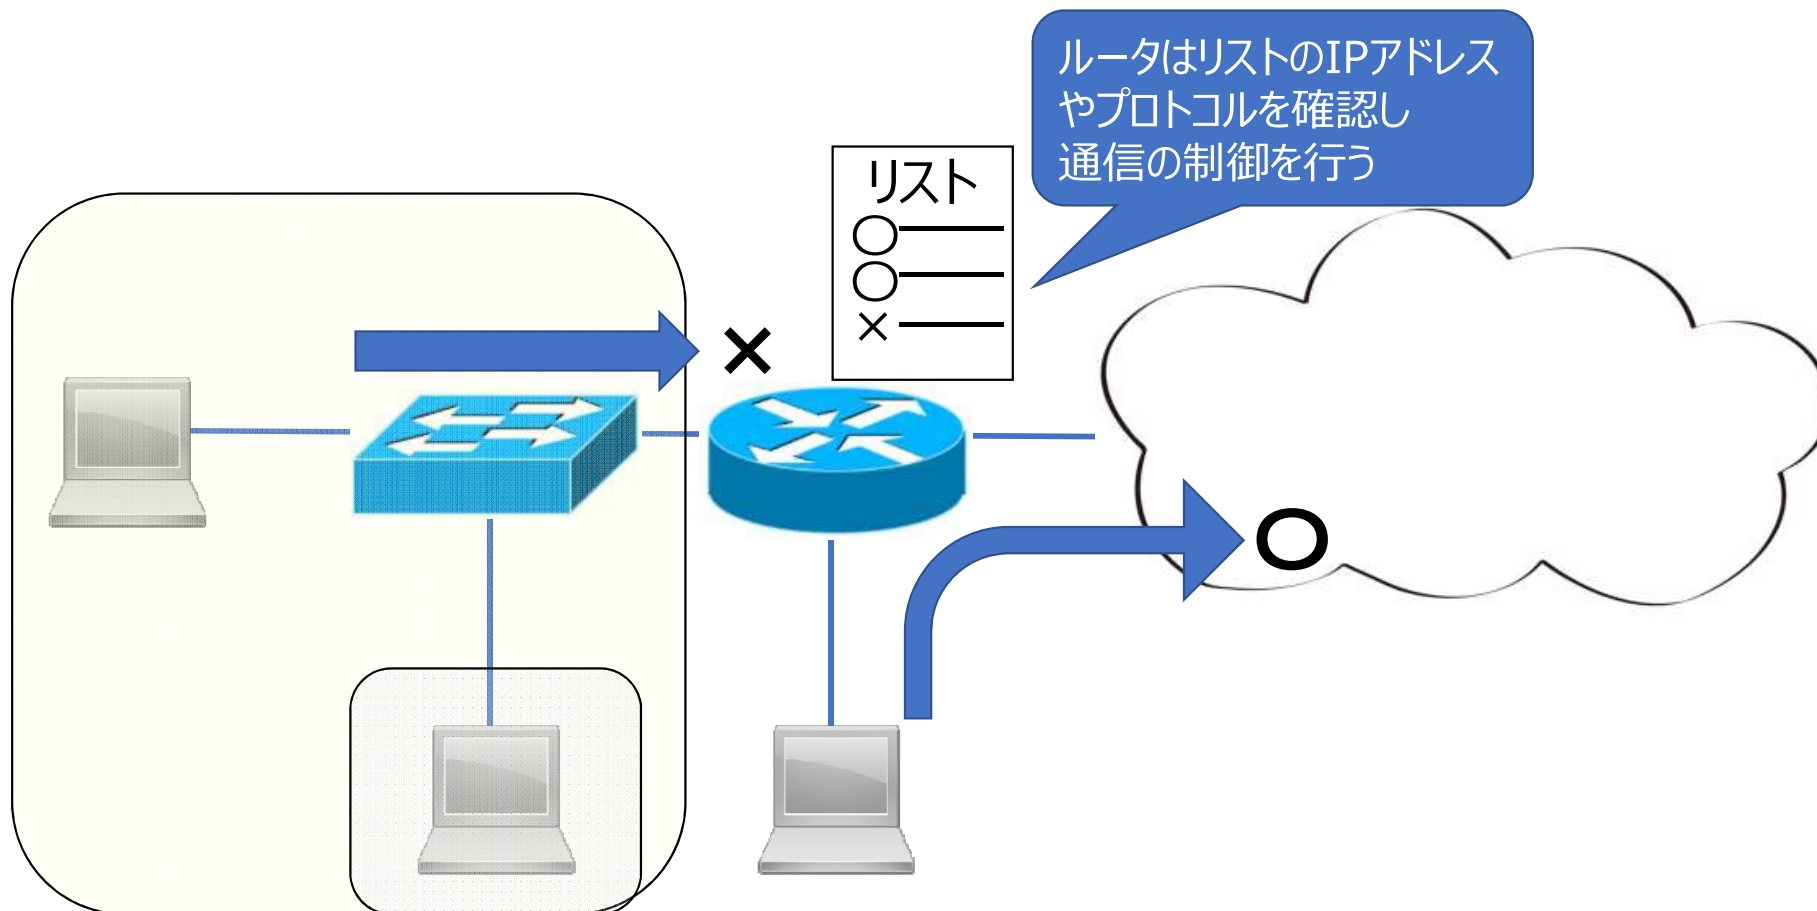 ルータはリストのIPアドレス
やプロトコルを確認し
通信の制御を行う
リスト
○
○
×
×
○